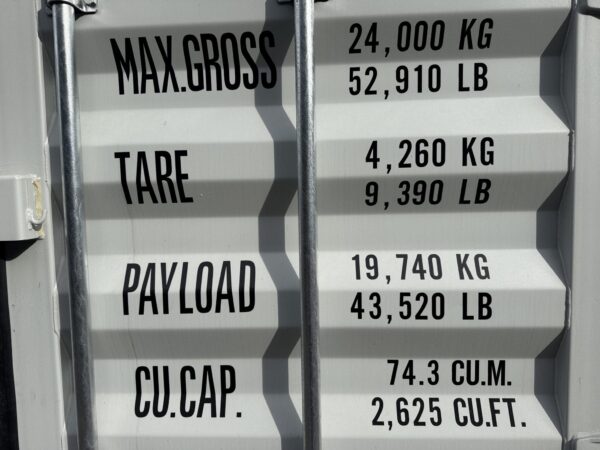 MAX.GROSS 24,000 KG
52,910 LB
TARE 4,260 KG
9,390 LB
PAYLOAD 19,740 KG
43,520 LB
CU.CAP. 74.3 CU.M.
2,625 CU.FT.